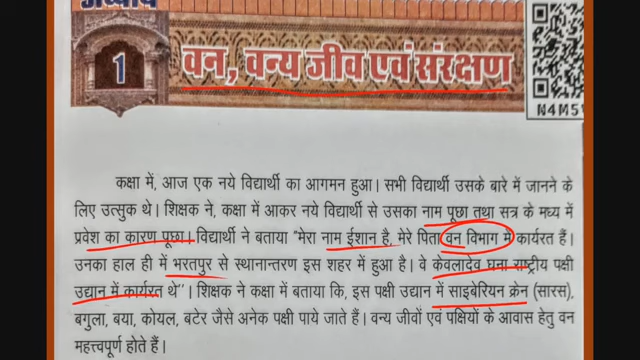 अध्याय
1
वन, वन्य जीव एवं संरक्षण
N4M5
कक्षा में, आज एक नये विद्यार्थी का आगमन हुआ। सभी विद्यार्थी उसके बारे में जानने के
लिए उत्सुक थे। शिक्षक ने, कक्षा में आकर नये विद्यार्थी से उसका नाम पूछा तथा सत्र के मध्य में
प्रवेश का कारण पूछा। विद्यार्थी ने बताया "मेरा नाम ईशान है, मेरे पिता वन विभाग में कार्यरत हैं।
उनका हाल ही में भरतपुर से स्थानान्तरण इस शहर में हुआ है। वे केवलादेव घना राष्ट्रीय पक्षी
उद्यान में कार्यरत थे"। शिक्षक ने कक्षा में बताया कि, इस पक्षी उद्यान में साइबेरियन क्रेन (सारस),
बगुला, बया, कोयल, बटेर जैसे अनेक पक्षी पाये जाते हैं। वन्य जीवों एवं पक्षियों के आवास हेतु वन
महत्त्वपूर्ण होते हैं।